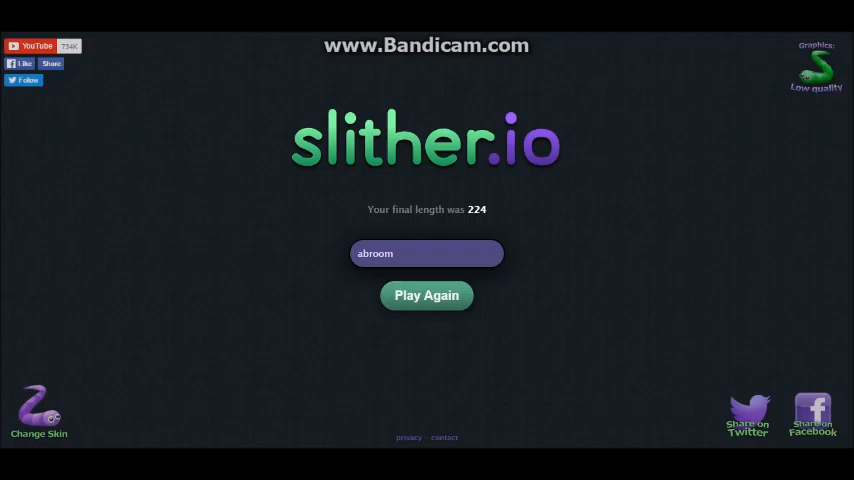 www.Bandicam.com
YouTube 734K
Like Share
Follow
Graphics:
Low quality
slither.io
Your final length was 224
abroom
Play Again
Change Skin
privacy · contact
Share on
Twitter
Share on
Facebook